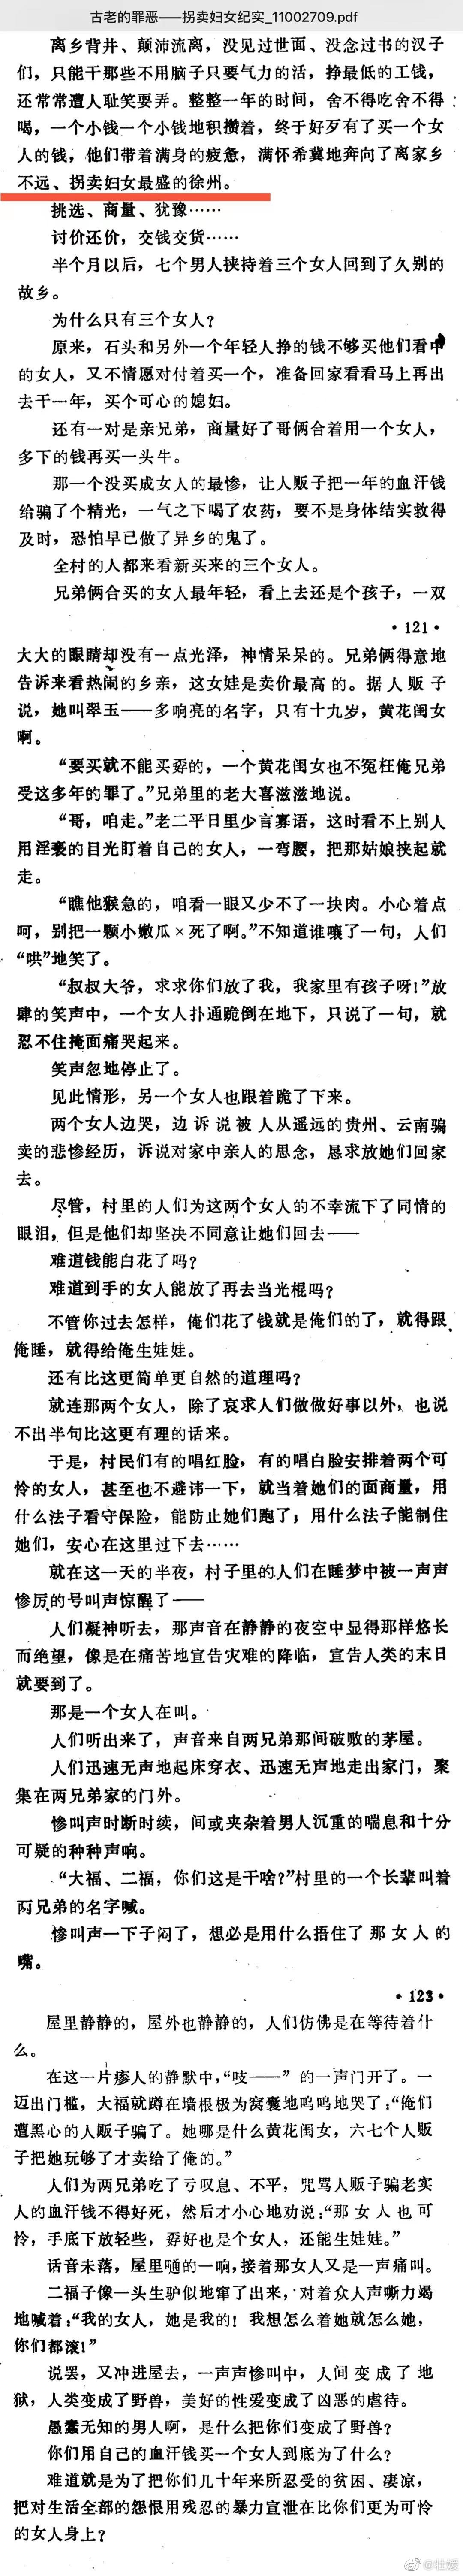 古老的罪恶——拐卖妇女纪实_11002709.pdf
离乡背井、颠沛流离,没见过世面、没念过书的汉子
们,只能干那些不用脑子只要气力的活,挣最低的工钱,
还常常遭人耻笑要弄。整整一年的时间,舍不得吃舍不得
喝,一个小钱一个小钱地积攒着,终于好歹有了买一个女
人的钱,他们带着满身的疲惫,满怀希冀地奔向了离家乡
不远、拐卖妇女最盛的徐州。
挑选、商量、犹豫……
讨价还价,交钱交货……
半个月以后,七个男人挟持着三个女人回到了久别的
故乡。
为什么只有三个女人?
原来,石头和另外一个年轻人挣的钱不够买他们看中
的女人,又不情愿对付着买一个,准备回家看看马上再出
去干一年,买个可心的媳妇。
还有一对是亲兄弟,商量好了哥俩合着用一个女人,
多下的钱再买一头牛。
那一个没买成女人的最惨,让人贩子把一年的血汗钱
给骗了个精光,一气之下喝了农药,要不是身体结实救得
及时,恐怕早已做了异乡的鬼了。
全村的人都来看新买来的三个女人。
兄弟俩合买的女人最年轻,看上去还是个孩子,一双
·121·
大大的眼睛却没有一点光泽,神情呆呆的。兄弟俩得意地
告诉来看热闹的乡亲,这女娃是卖价最高的。据人贩子
说,她叫翠玉——多响亮的名字,只有十九岁,黄花闺女
啊。
“要买就不能买孬的,一个黄花闺女也不冤枉俺兄弟
受这多年的罪了。”兄弟里的老大喜滋滋地说。
“哥,咱走。”老二平日里少言寡语,这时看不上别人
用淫亵的目光盯着自己的女人,一弯腰,把那姑娘挟起就
走。
“瞧他猴急的,咱看一眼又少不了一块肉。小心着点
呵,别把一颗小嫩瓜×死了啊。”不知道谁嚷了一句,人们
“哄”地笑了。
“叔叔大爷,求求你们放了我,我家里有孩子呀!”放
肆的笑声中,一个女人扑通跪倒在地下,只说了一句,就
忍不住掩面痛哭起来。
笑声忽地停止了。
见此情形,另一个女人也跟着跪了下来。
两个女人边哭,边诉说被人从遥远的贵州、云南骗
卖的悲惨经历,诉说对家中亲人的思念,恳求放她们回家
去。
尽管,村里的人们为这两个女人的不幸流下了同情的
眼泪,但是他们却坚决不同意让她们回去——
难道钱能白花了吗?
难道到手的女人能放了再去当光棍吗?
不管你过去怎样,俺们花了钱就是俺们的了,就得跟
俺睡,就得给俺生娃娃。
还有比这更简单更自然的道理吗?
就连那两个女人,除了哀求人们做做好事以外,也说
不出半句比这更有理的话来。
于是,村民们有的唱红脸,有的唱白脸安排着两个可
怜的女人,甚至也不避讳一下,就当着她们的面商量,用
什么法子看守保险,能防止她们跑了;用什么法子能制住
她们,安心在这里过下去……
就在这一天的半夜,村子里的人们在睡梦中被一声声
惨厉的号叫声惊醒了——
人们凝神听去,那声音在静静的夜空中显得那样悠长
而绝望,像是在痛苦地宣告灾难的降临,宣告人类的末日
就要到了。
那是一个女人在叫。
人们听出来了,声音来自两兄弟那间破败的茅屋。
人们迅速无声地起床穿衣、迅速无声地走出家门,聚
集在两兄弟家的门外。
惨叫声时断时续,间或夹杂着男人沉重的喘息和十分
可疑的种种声响。
“大福、二福,你们这是干啥?”村里的一个长辈叫着
两兄弟的名字喊。
惨叫声一下子闷了,想必是用什么捂住了那女人的
嘴。
·123·
屋里静静的,屋外也静静的,人们仿佛是在等待着什
么。
在这一片瘆人的静默中,“吱——”的一声门开了。一
迈出门槛,大福就蹲在墙根极为窝囊地呜呜地哭了:“俺们
遭黑心的人贩子骗了。她哪是什么黄花闺女,六七个人贩
子把她玩够了才卖给了俺的。”
人们为两兄弟吃了亏叹息、不平,咒骂人贩子骗老实
人的血汗钱不得好死,然后才小心地劝说:“那女人也可
怜,手底下放轻些,孬好也是个女人,还能生娃娃。”
话音未落,屋里嗵的一响,接着那女人又是一声痛叫。
二福子像一头生驴似地窜了出来,对着众人声嘶力竭
地喊着:“我的女人,她是我的!我想怎么着她就怎么她,
你们都滚!”
说罢,又冲进屋去,一声声惨叫中,人间变成了地
狱,人类变成了野兽,美好的性爱变成了凶恶的虐待。
愚蠢无知的男人啊,是什么把你们变成了野兽?
你们用自己的血汗钱买一个女人到底为了什么?
难道就是为了把你们几十年来所忍受的贫困、凄凉,
把对生活全部的怨恨用残忍的暴力宣泄在比你们更为可怜
的女人身上?